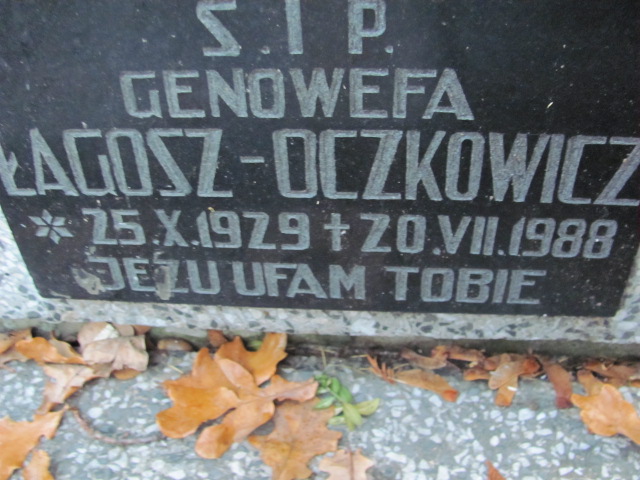 Ś.†P.
GENOWEFA
ŁAGOSZ-OCZKOWICZ
* 25.X.1929 † 20.VII.1988
JEZU UFAM TOBIE